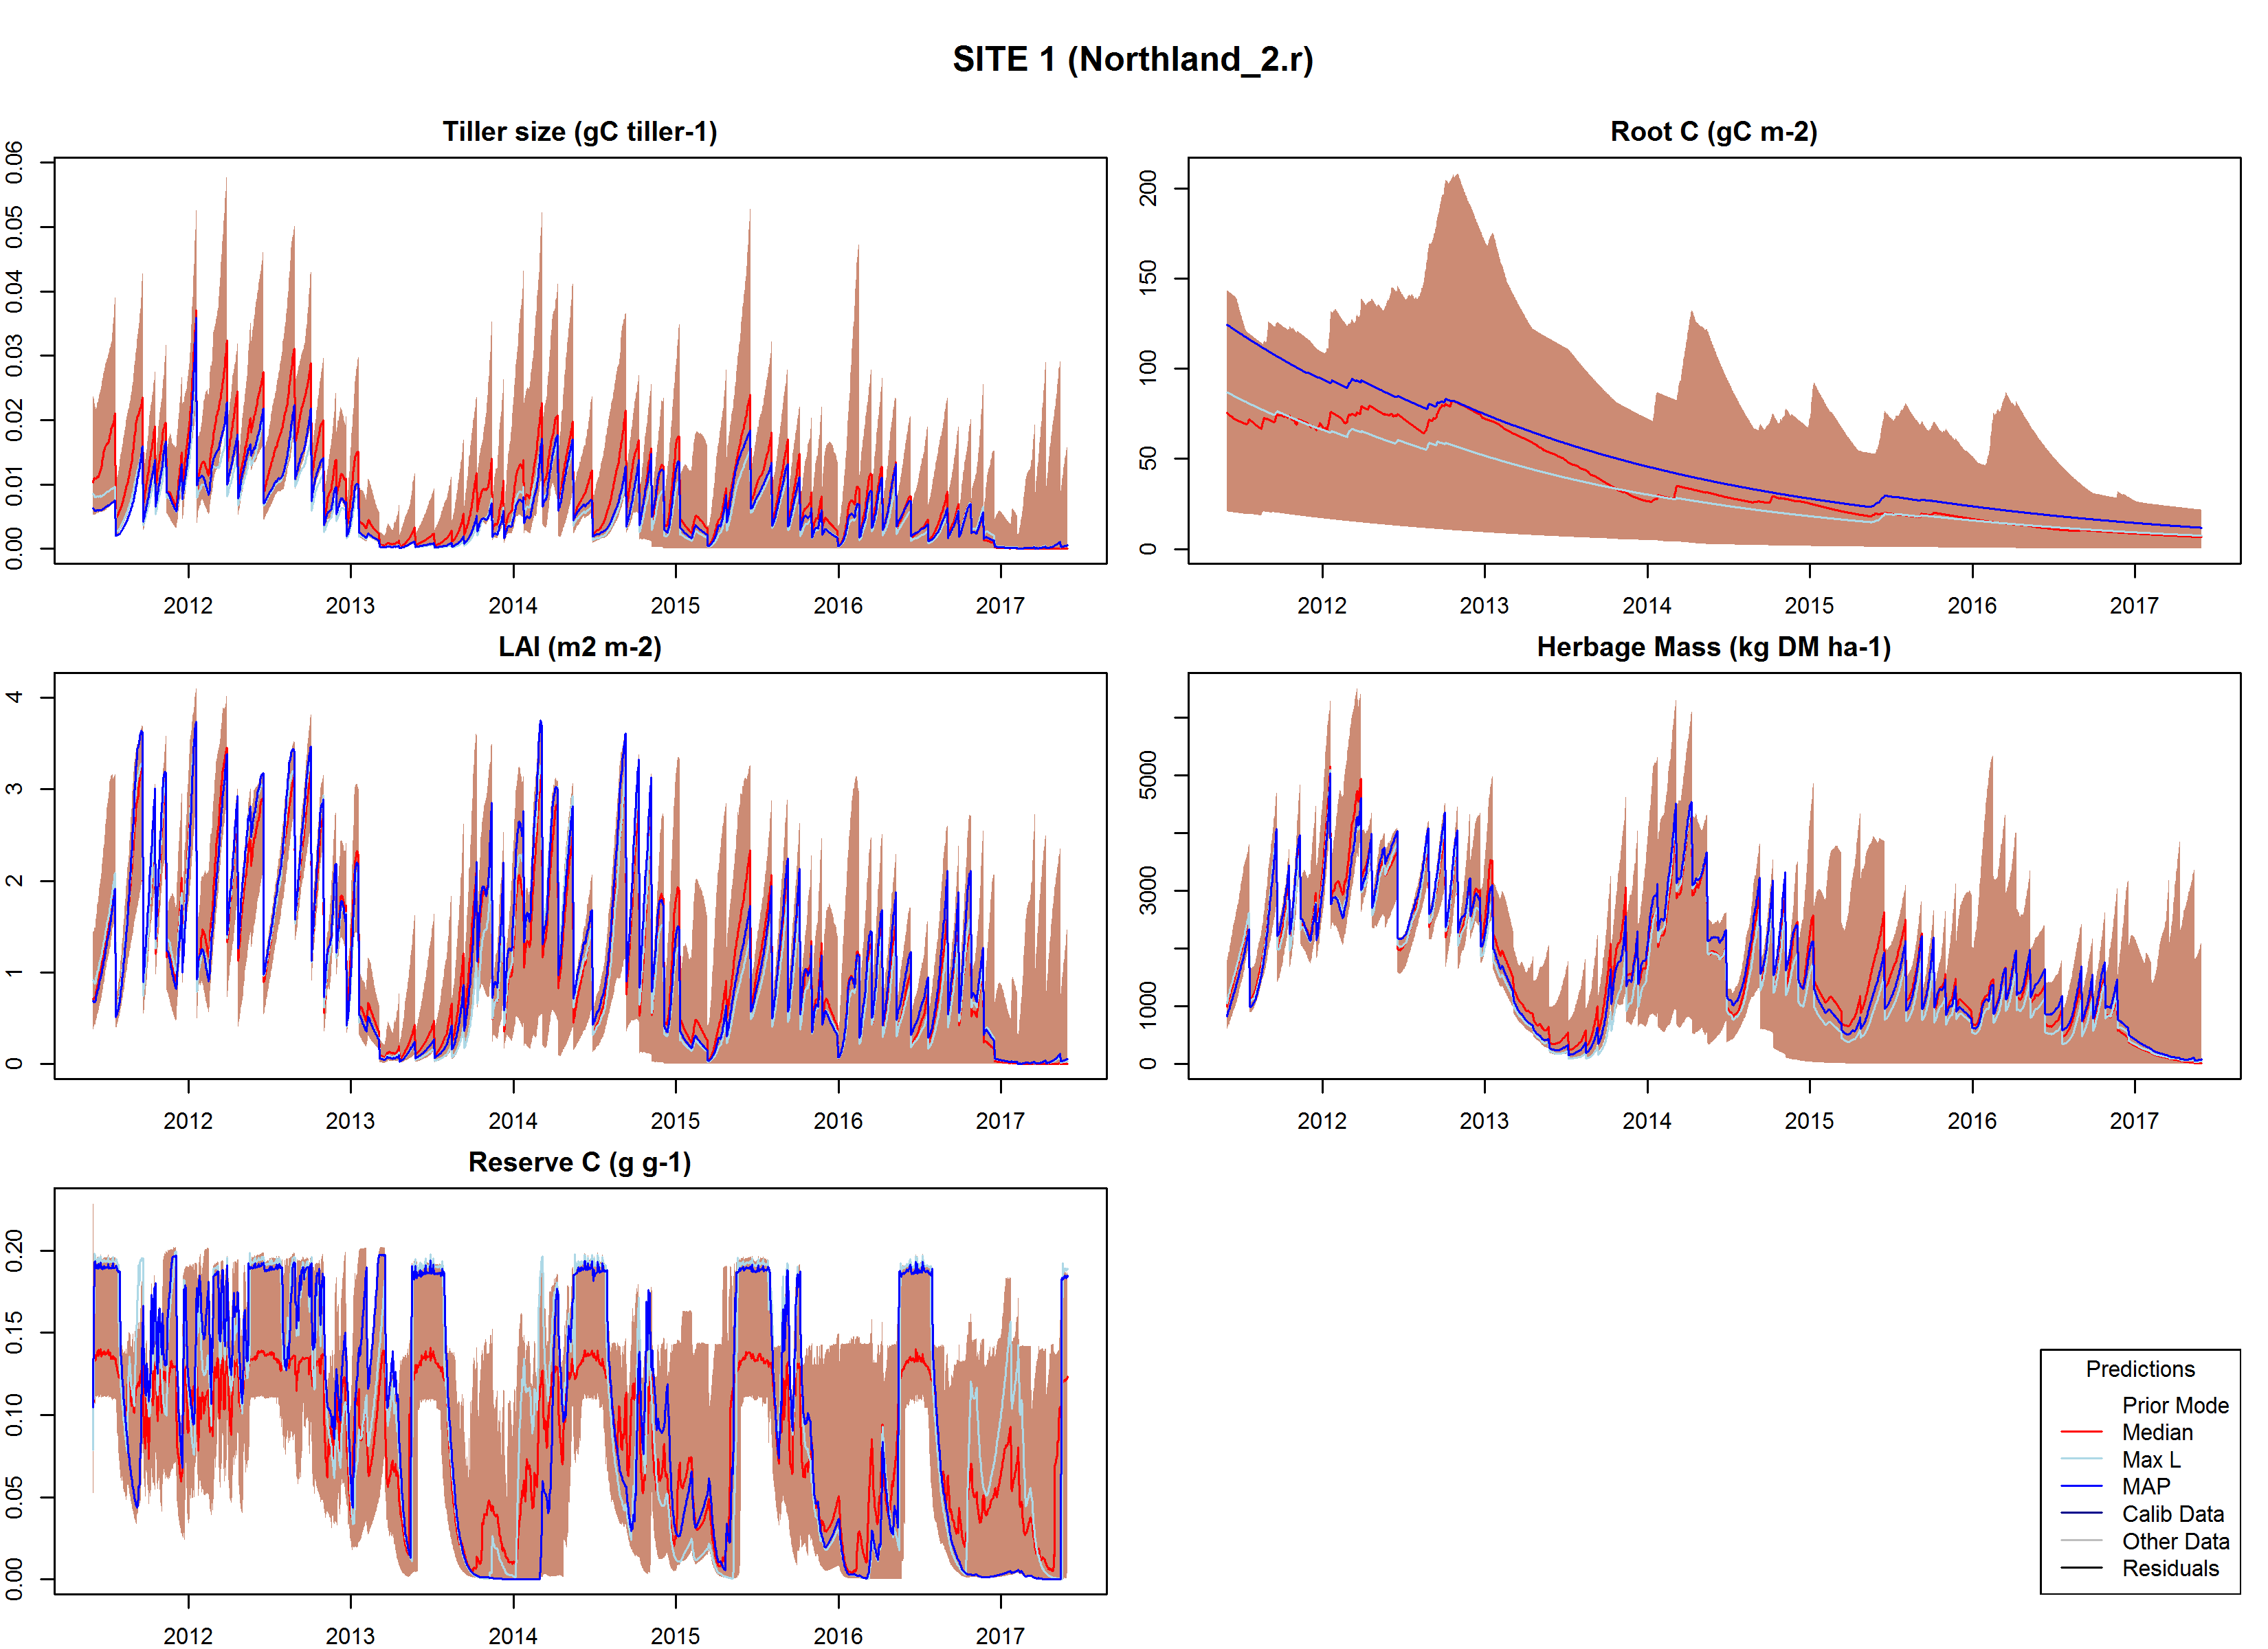 SITE 1 (Northland_2.r)
Tiller size (gC tiller-1)
0.00 0.01 0.02 0.03 0.04 0.05 0.06
2012 2013 2014 2015 2016 2017
Root C (gC m-2)
0 50 100 150 200
2012 2013 2014 2015 2016 2017
LAI (m2 m-2)
0 1 2 3 4
2012 2013 2014 2015 2016 2017
Herbage Mass (kg DM ha-1)
0 1000 3000 5000
2012 2013 2014 2015 2016 2017
Reserve C (g g-1)
0.00 0.05 0.10 0.15 0.20
2012 2013 2014 2015 2016 2017
Predictions
Prior Mode
Median
Max L
MAP
Calib Data
Other Data
Residuals